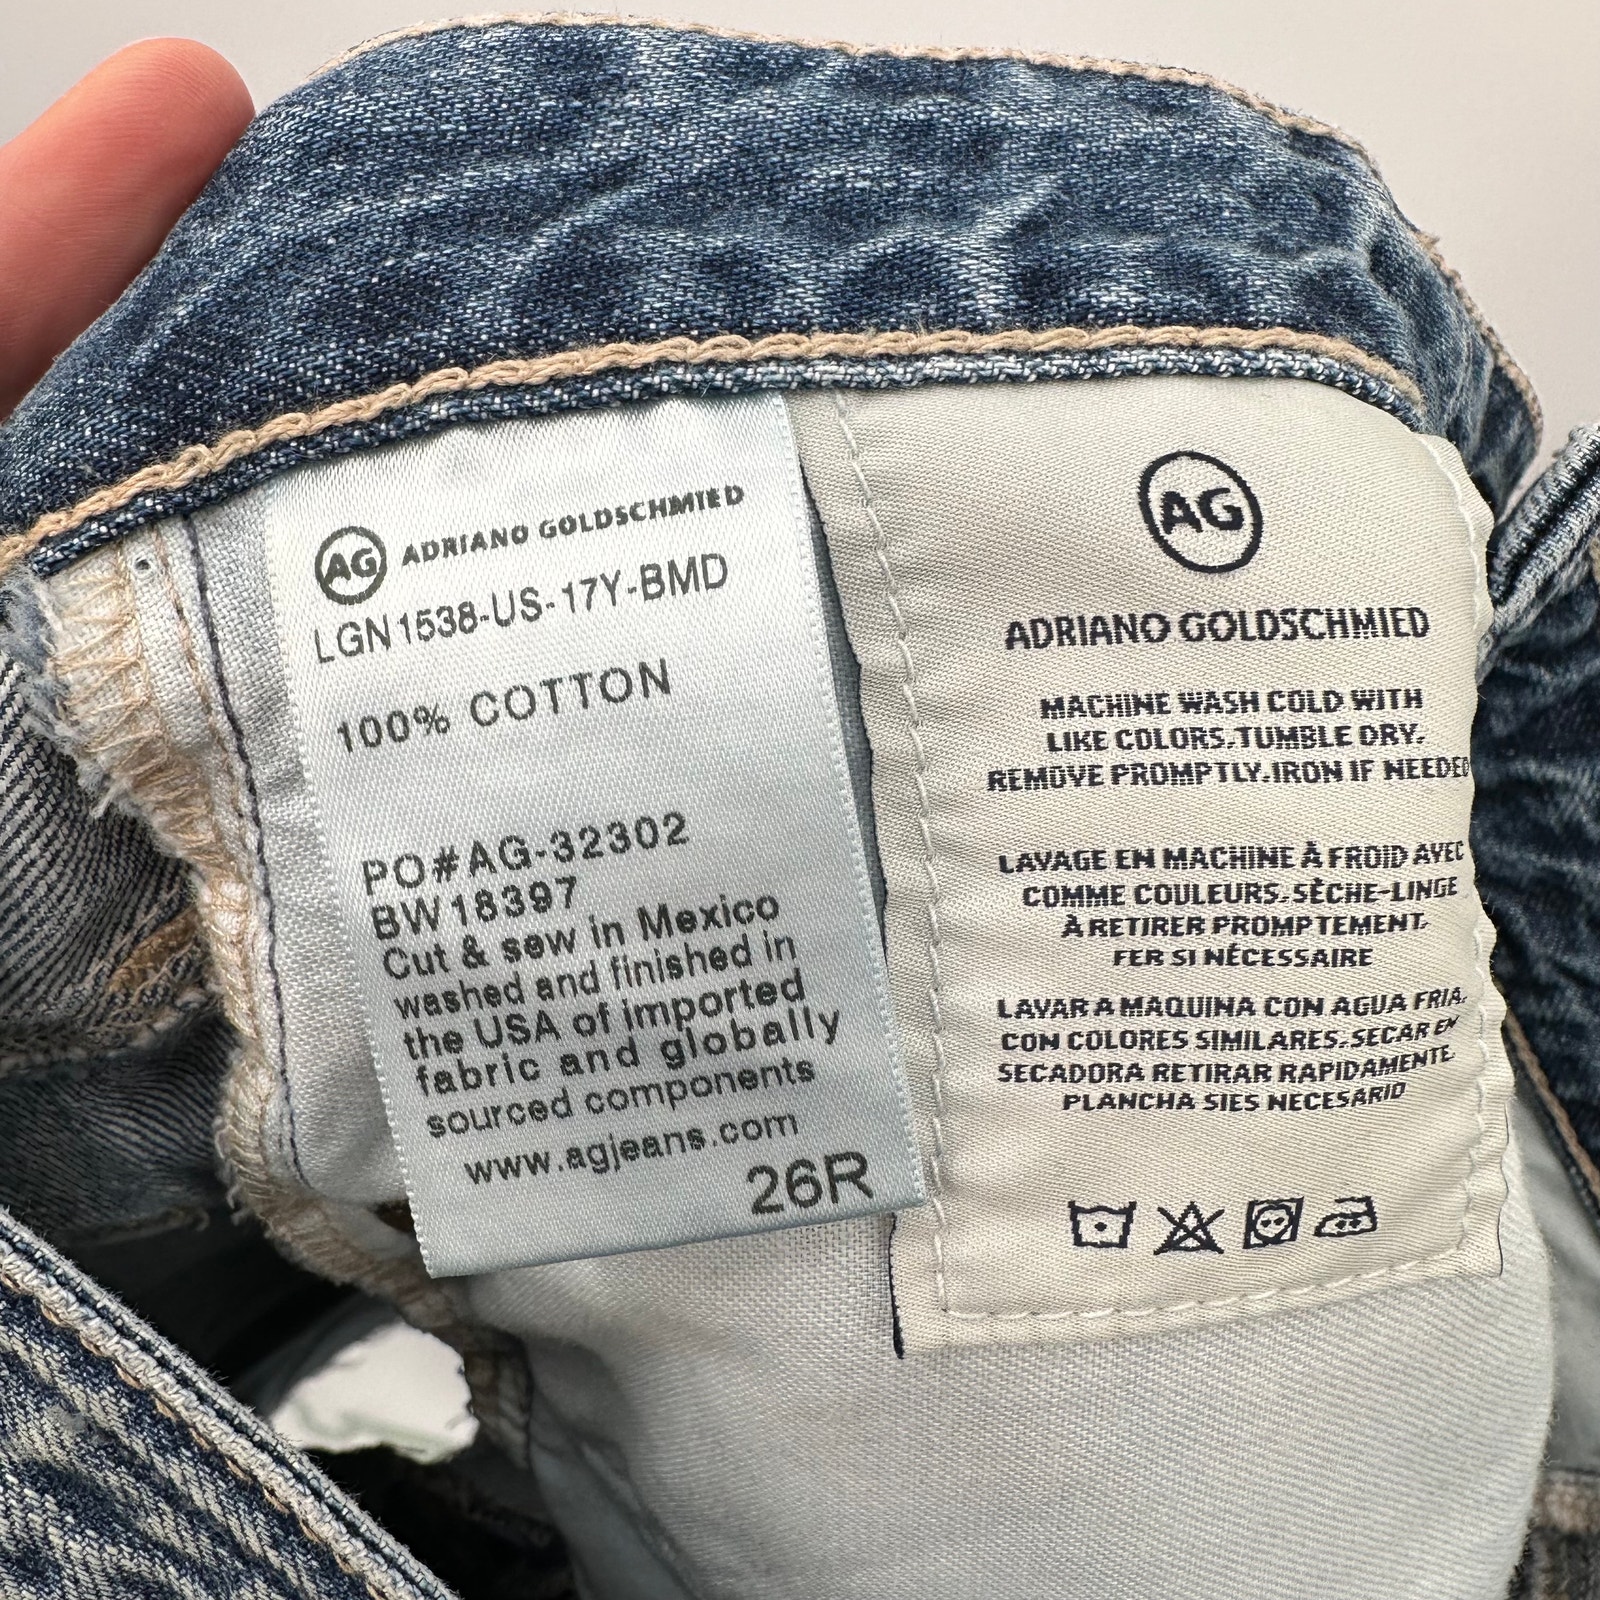 AG ADRIANO GOLDSCHMIED
LGN1538-US-17Y-BMD
100% COTTON
PO#AG-32302
BW18397
Cut & sew in Mexico
washed and finished in
the USA of imported
fabric and globally
sourced components
www.agjeans.com
26R
AG
ADRIANO GOLDSCHMIED
MACHINE WASH COLD WITH
LIKE COLORS.TUMBLE DRY.
REMOVE PROMPTLY.IRON IF NEEDED
LAVAGE EN MACHINE À FROID AVEC
COMME COULEURS.SÈCHE-LINGE
À RETIRER PROMPTEMENT.
FER SI NÉCESSAIRE
LAVAR A MAQUINA CON AGUA FRIA.
CON COLORES SIMILARES.SECAR EN
SECADORA RETIRAR RAPIDAMENTE.
PLANCHA SIES NECESARIO